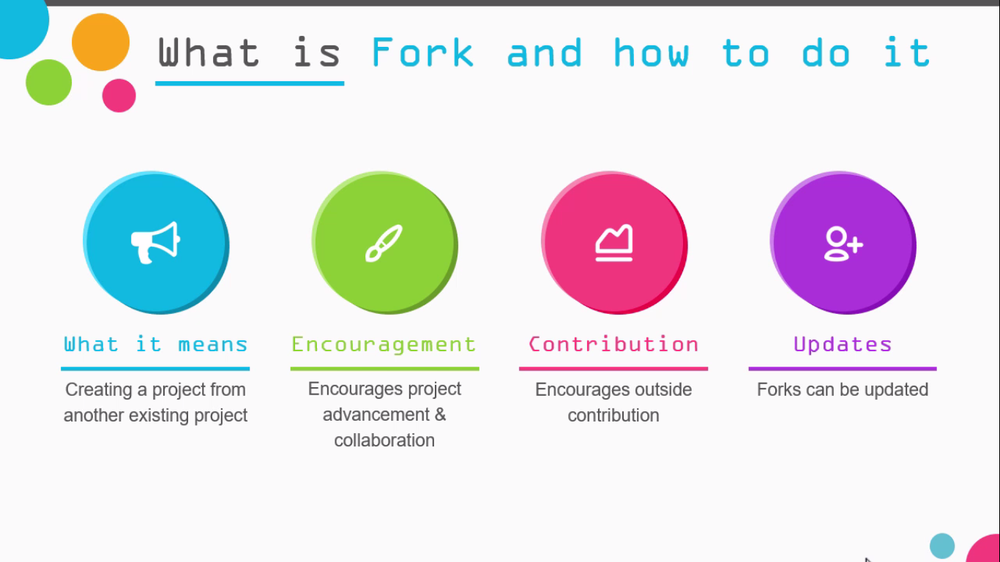 What is Fork and how to do it
What it means
Creating a project from
another existing project
Encouragement
Encourages project
advancement &
collaboration
Contribution
Encourages outside
contribution
Updates
Forks can be updated